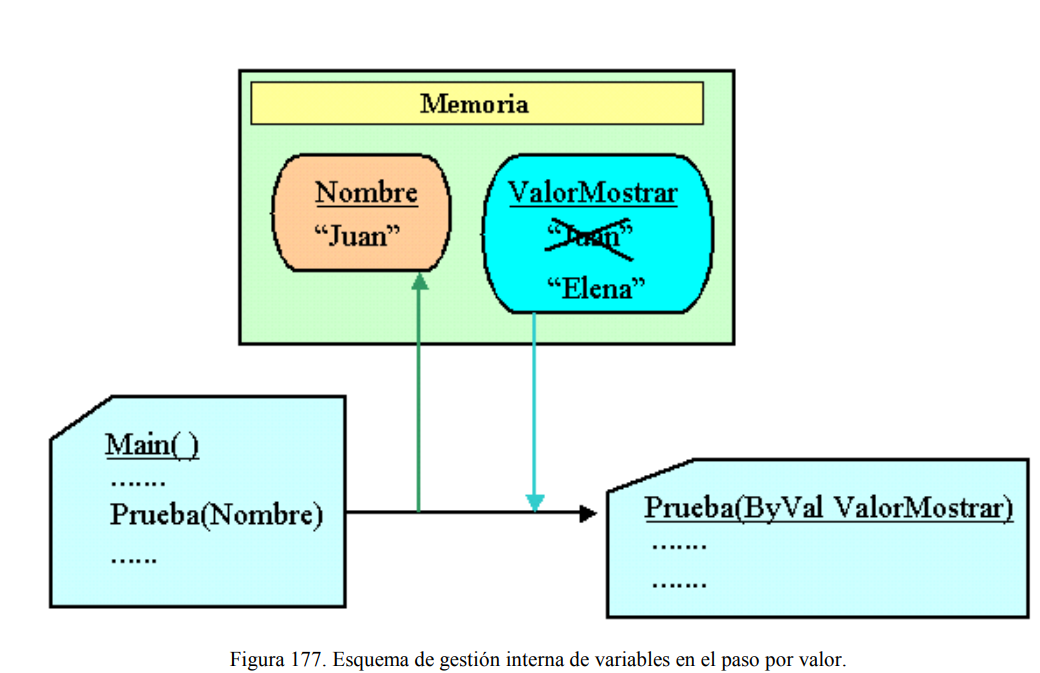 Memoria
Nombre
“Juan”
ValorMostrar
“Juan”
“Elena”
Main( )
.......
Prueba(Nombre)
......
Prueba(ByVal ValorMostrar)
.......
.......
Figura 177. Esquema de gestión interna de variables en el paso por valor.